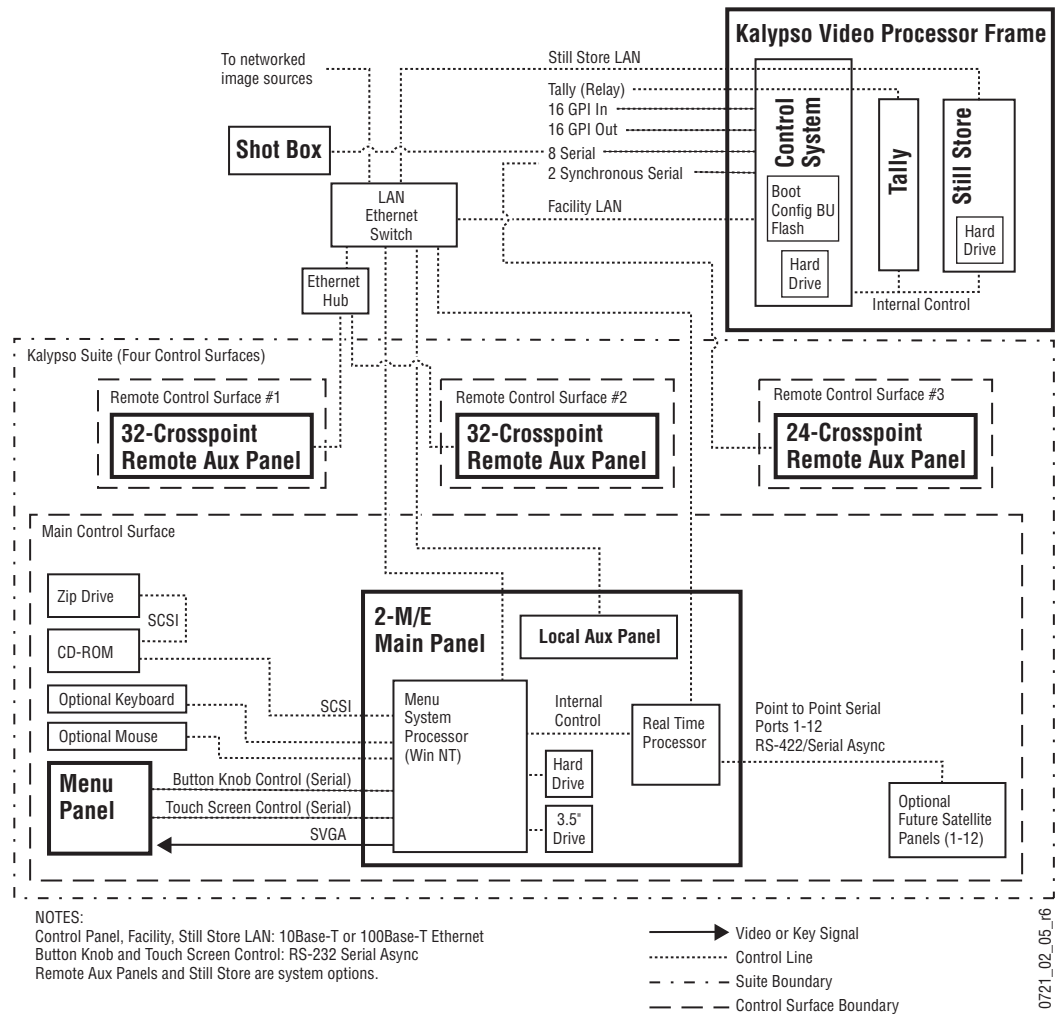 Kalypso Video Processor Frame
To networked
image sources
Still Store LAN
Tally (Relay)
16 GPI In
16 GPI Out
8 Serial
2 Synchronous Serial
Facility LAN
Shot Box
LAN
Ethernet
Switch
Ethernet
Hub
Control
System
Boot
Config BU
Flash
Hard
Drive
Tally
Still Store
Hard
Drive
Internal Control
Kalypso Suite (Four Control Surfaces)
Remote Control Surface #1
32-Crosspoint
Remote Aux Panel
Remote Control Surface #2
32-Crosspoint
Remote Aux Panel
Remote Control Surface #3
24-Crosspoint
Remote Aux Panel
Main Control Surface
Zip Drive
SCSI
CD-ROM
Optional Keyboard
Optional Mouse
SCSI
Menu
Panel
Button Knob Control (Serial)
Touch Screen Control (Serial)
SVGA
2-M/E
Main Panel
Local Aux Panel
Menu
System
Processor
(Win NT)
Internal
Control
Real Time
Processor
Hard
Drive
3.5"
Drive
Point to Point Serial
Ports 1-12
RS-422/Serial Async
Optional
Future Satellite
Panels (1-12)
NOTES:
Control Panel, Facility, Still Store LAN: 10Base-T or 100Base-T Ethernet
Button Knob and Touch Screen Control: RS-232 Serial Async
Remote Aux Panels and Still Store are system options.
Video or Key Signal
Control Line
Suite Boundary
Control Surface Boundary
0721_02_05_r6